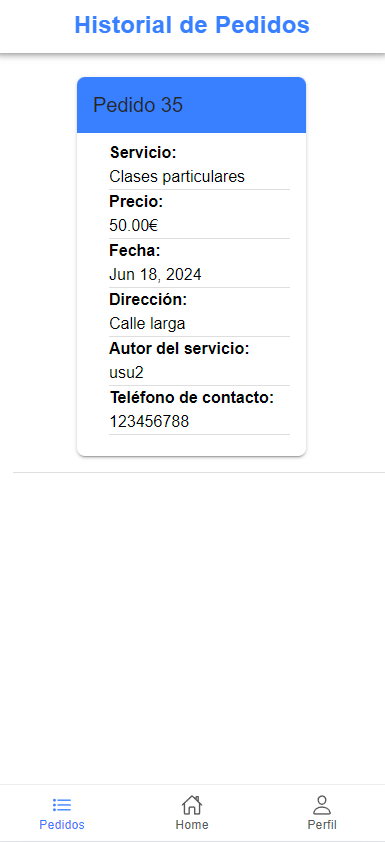 Historial de Pedidos
Pedido 35
Servicio:
Clases particulares
Precio:
50.00€
Fecha:
Jun 18, 2024
Dirección:
Calle larga
Autor del servicio:
usu2
Teléfono de contacto:
123456788
Pedidos
Home
Perfil